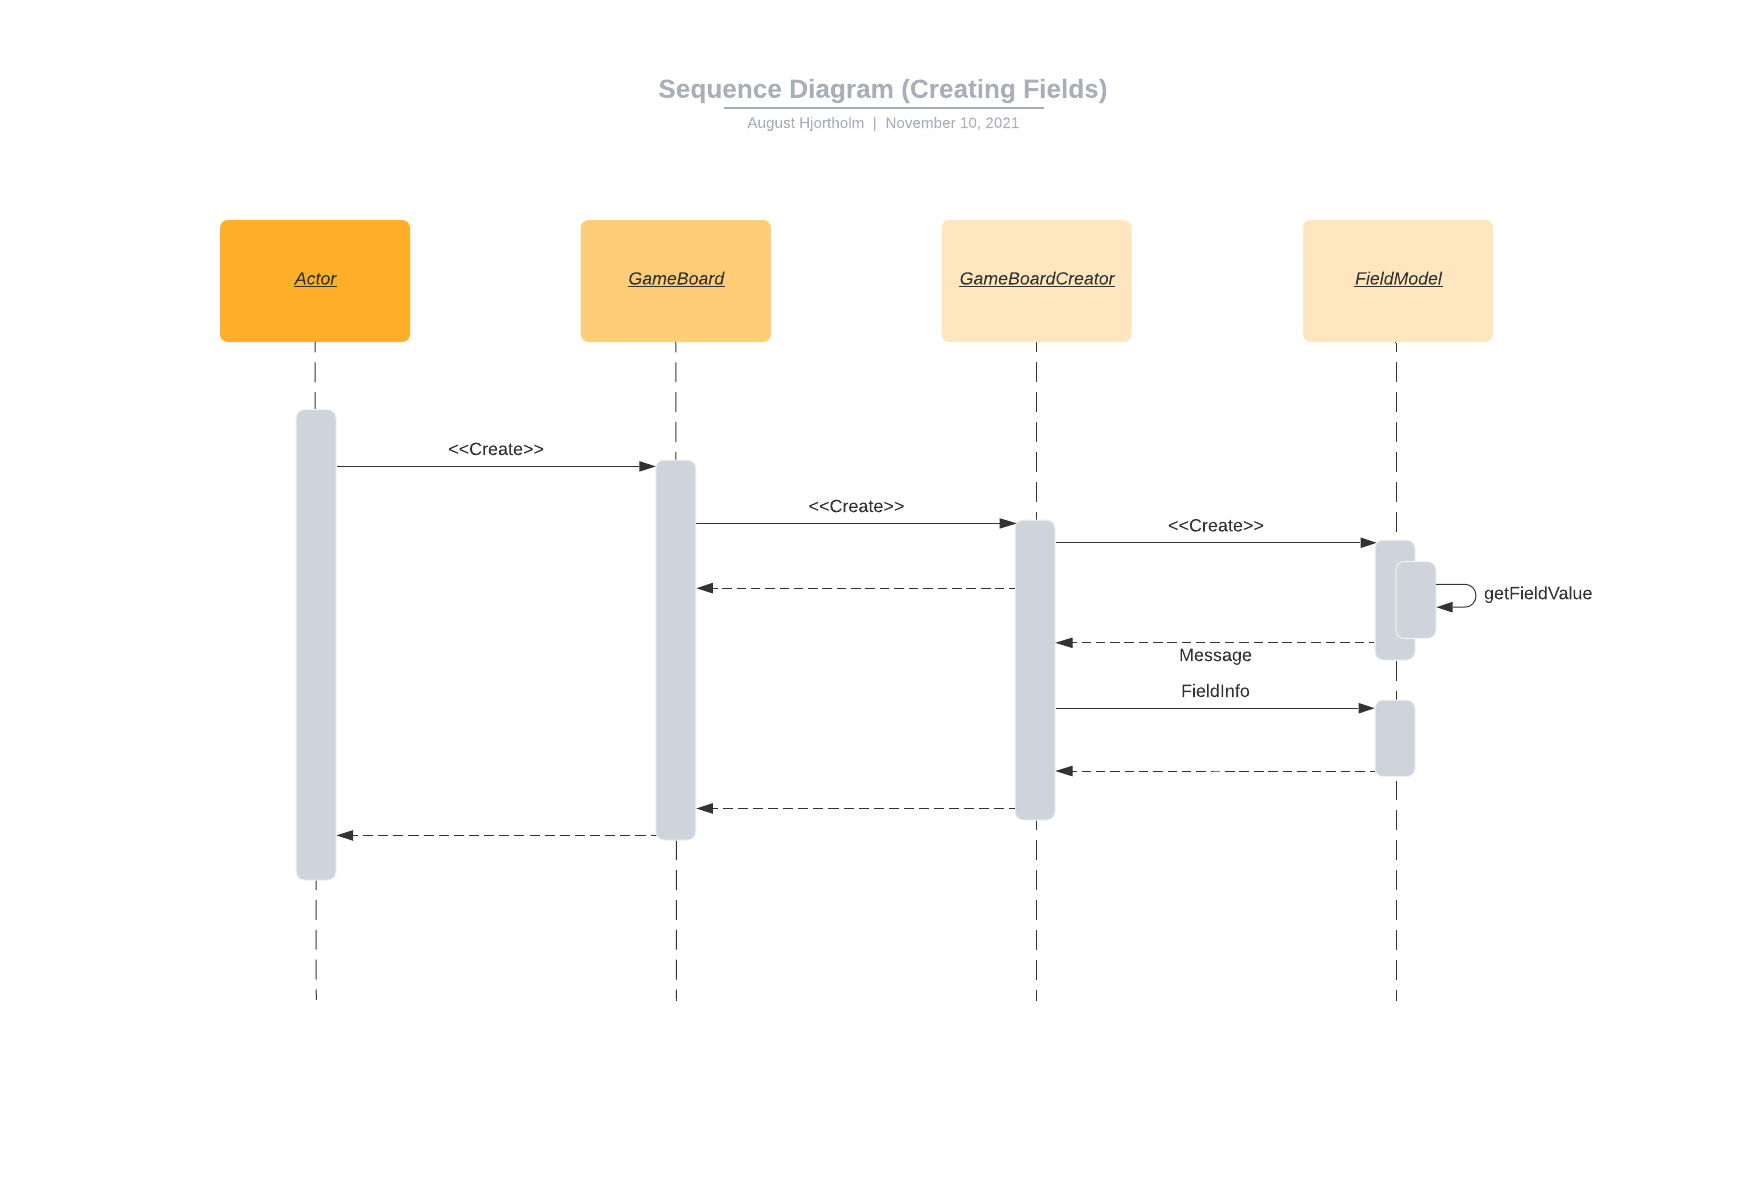 Sequence Diagram (Creating Fields)
August Hjortholm | November 10, 2021
Actor
GameBoard
GameBoardCreator
FieldModel
<<Create>>
<<Create>>
<<Create>>
getFieldValue
Message
FieldInfo